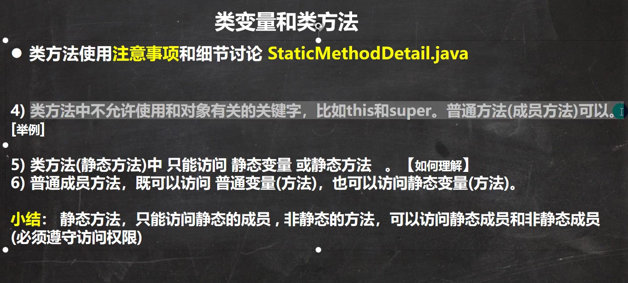 类变量和类方法
● 类方法使用注意事项和细节讨论 StaticMethodDetail.java
4) 类方法中不允许使用和对象有关的关键字，比如this和super。普通方法(成员方法)可以。
[举例]
5) 类方法(静态方法)中 只能访问 静态变量 或静态方法 。【如何理解】
6) 普通成员方法，既可以访问 普通变量(方法)，也可以访问静态变量(方法)。
小结： 静态方法，只能访问静态的成员 , 非静态的方法，可以访问静态成员和非静态成员
(必须遵守访问权限)